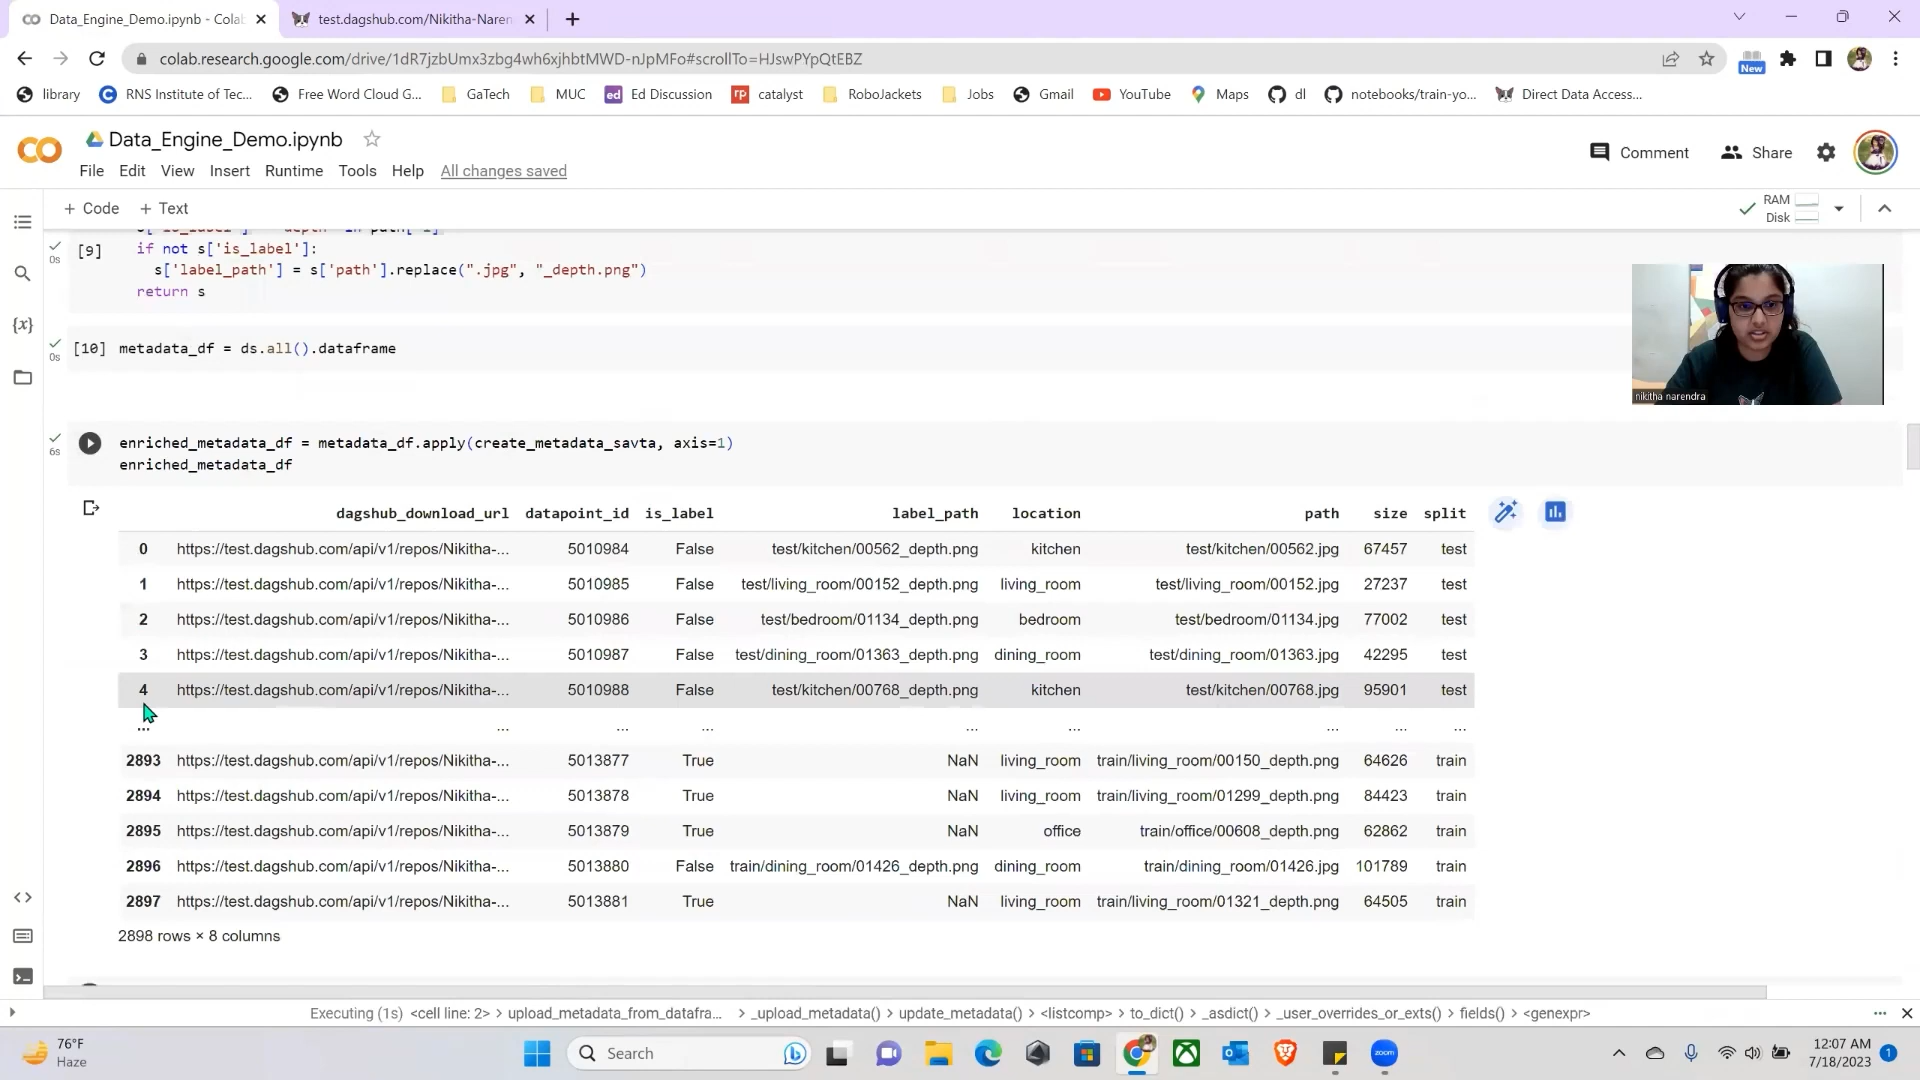 Data_Engine_Demo.ipynb - Colab
test.dagshub.com/Nikitha-Naren
colab.research.google.com/drive/1dR7jzbUmx3zbg4wh6xjhbtMWD-nJpMFo#scrollTo=HJswPYpQtEBZ
New
library
RNS Institute of Tec...
Free Word Cloud G...
GaTech
MUC
ed Ed Discussion
rp catalyst
RoboJackets
Jobs
Gmail
YouTube
Maps
dl
notebooks/train-yo...
Direct Data Access...
Data_Engine_Demo.ipynb
Comment
Share
File Edit View Insert Runtime Tools Help All changes saved
+ Code + Text
RAM
Disk
[9]
0s
if not s['is_label']:
s['label_path'] = s['path'].replace(".jpg", "_depth.png")
return s
nikitha narendra
[10] metadata_df = ds.all().dataframe
0s
enriched_metadata_df = metadata_df.apply(create_metadata_savta, axis=1)
6s
enriched_metadata_df
dagshub_download_url datapoint_id is_label label_path location path size split
0 https://test.dagshub.com/api/v1/repos/Nikitha-... 5010984 False test/kitchen/00562_depth.png kitchen test/kitchen/00562.jpg 67457 test
1 https://test.dagshub.com/api/v1/repos/Nikitha-... 5010985 False test/living_room/00152_depth.png living_room test/living_room/00152.jpg 27237 test
2 https://test.dagshub.com/api/v1/repos/Nikitha-... 5010986 False test/bedroom/01134_depth.png bedroom test/bedroom/01134.jpg 77002 test
3 https://test.dagshub.com/api/v1/repos/Nikitha-... 5010987 False test/dining_room/01363_depth.png dining_room test/dining_room/01363.jpg 42295 test
4 https://test.dagshub.com/api/v1/repos/Nikitha-... 5010988 False test/kitchen/00768_depth.png kitchen test/kitchen/00768.jpg 95901 test
... ... ... ... ... ... ... ... ...
2893 https://test.dagshub.com/api/v1/repos/Nikitha-... 5013877 True NaN living_room train/living_room/00150_depth.png 64626 train
2894 https://test.dagshub.com/api/v1/repos/Nikitha-... 5013878 True NaN living_room train/living_room/01299_depth.png 84423 train
2895 https://test.dagshub.com/api/v1/repos/Nikitha-... 5013879 True NaN office train/office/00608_depth.png 62862 train
2896 https://test.dagshub.com/api/v1/repos/Nikitha-... 5013880 False train/dining_room/01426_depth.png dining_room train/dining_room/01426.jpg 101789 train
2897 https://test.dagshub.com/api/v1/repos/Nikitha-... 5013881 True NaN living_room train/living_room/01321_depth.png 64505 train
2898 rows × 8 columns
Executing (1s) <cell line: 2> > upload_metadata_from_datafra... > _upload_metadata() > update_metadata() > <listcomp> > to_dict() > _asdict() > _user_overrides_or_exts() > fields() > <genexpr>
76°F
Haze
Search
zoom
12:07 AM
7/18/2023
1